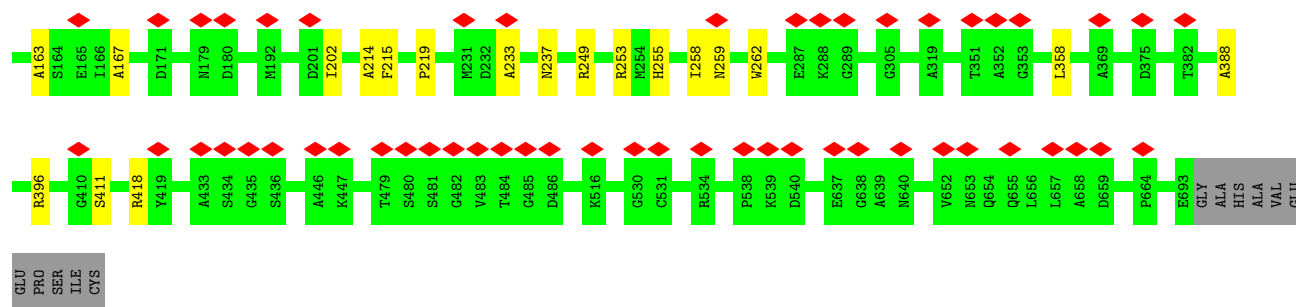 A163 S164 E165 I166 A167 D171 N179 D180 M192 D201 I202 A214 F215 P219 M231 D232 A233 N237 R249 R253 M254 H255 I258 N259 W262 E287 K288 G289 G305 A319 T351 A352 G353 L358 A369 D375 T382 A388
R396 G410 S411 R418 Y419 A433 S434 G435 S436 A446 K447 T479 S480 S481 G482 V483 T484 G485 D486 K516 G530 C531 R534 P538 K539 D540 E637 G638 A639 N640 V652 N653 Q654 Q655 L656 L657 A658 D659 P664 E693 GLY ALA HIS ALA VAL GLU
GLU PRO SER ILE CYS